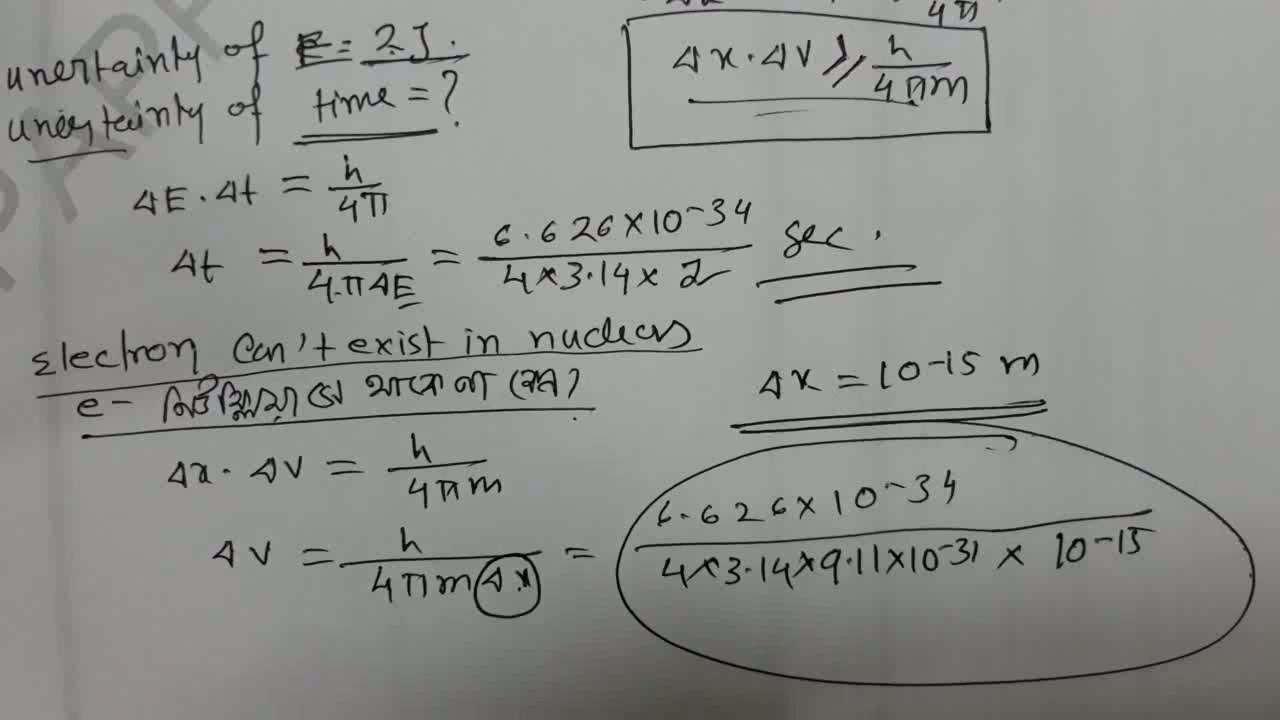 4π
unertainty of E = 2J.
Δx · ΔV ≥ h/4πm
unertainty of time = ?
ΔE · Δt = h/4π
Δt = h/4πΔE = 6.626×10-34/4×3.14×2 sec.
Electron Can't exist in nucleus
e-
Δx = 10-15 m
Δx · ΔV = h/4πm
ΔV = h/4πmΔx = 6.626×10-34/4×3.14×9.11×10-31 × 10-15